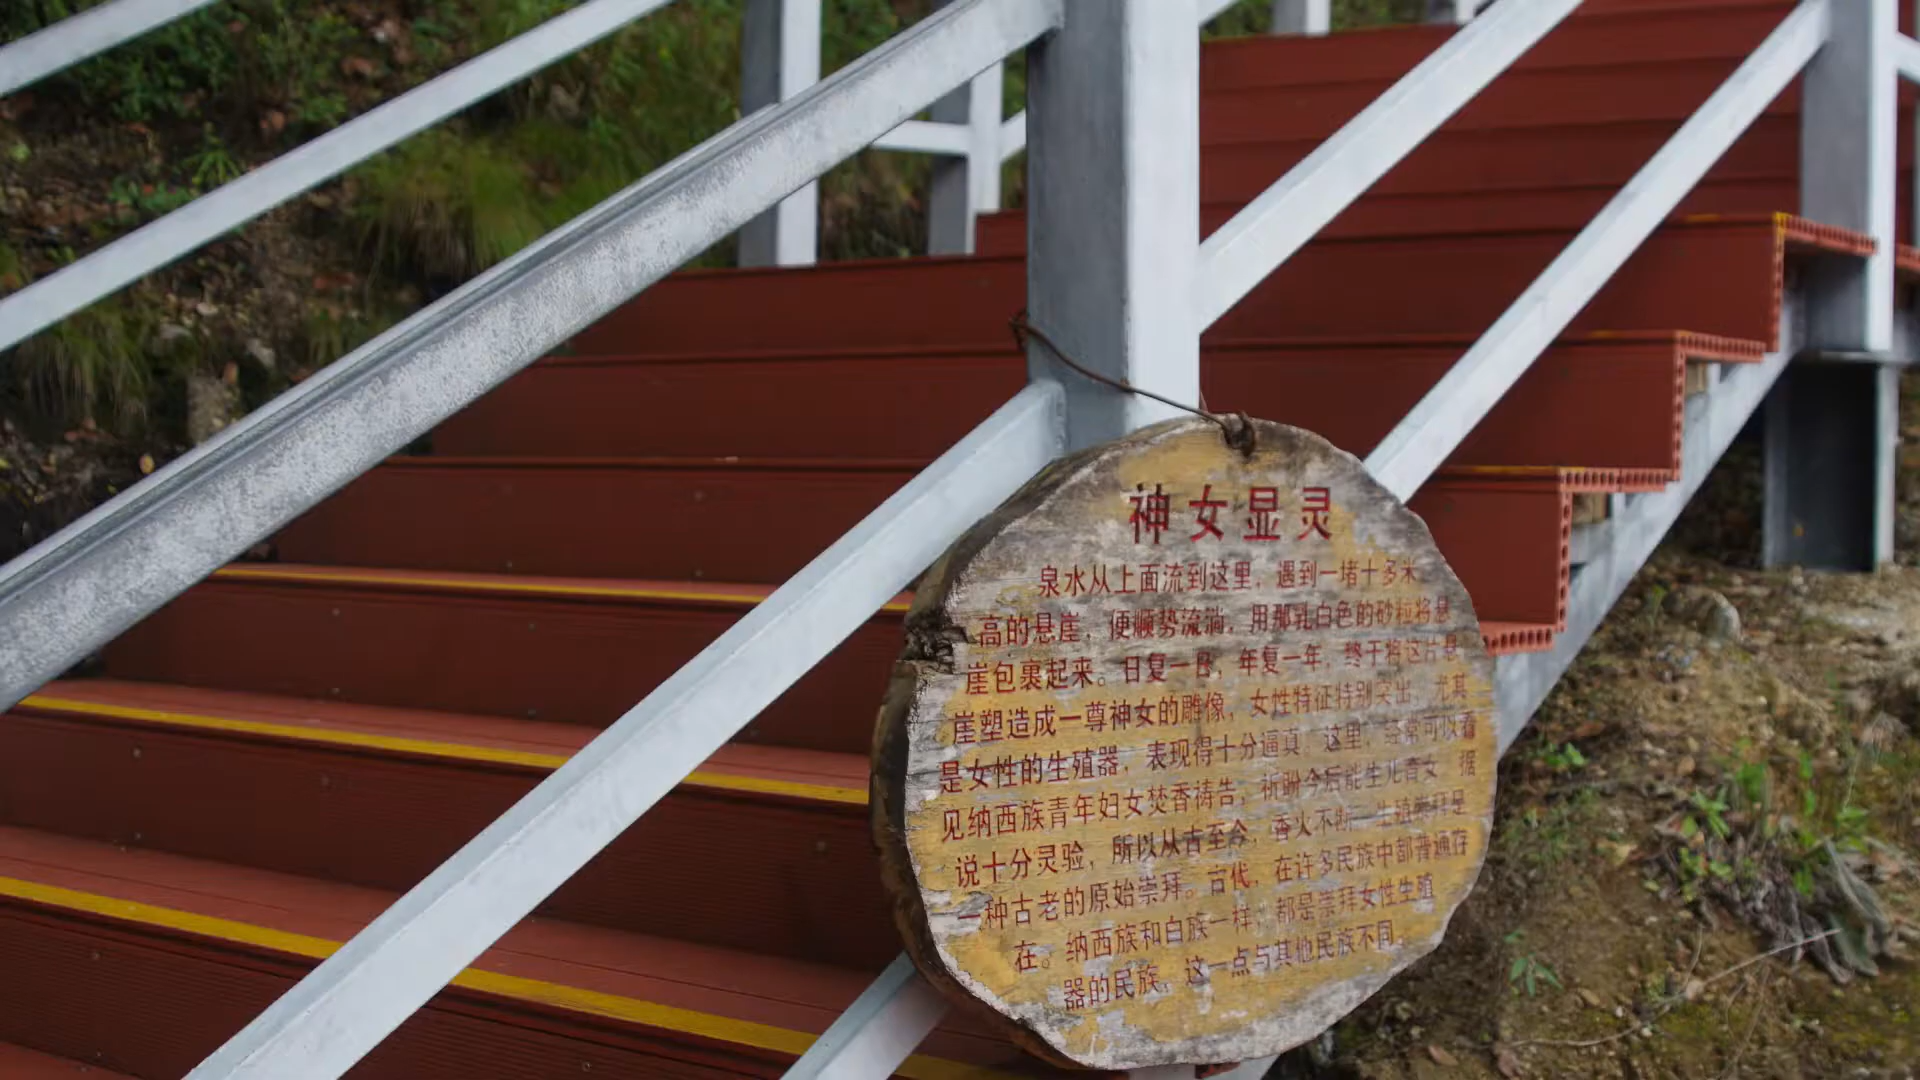 神女显灵
泉水从上面流到这里，遇到一堵十多米
高的悬崖，便顺势流淌，用那乳白色的砂粒将悬
崖包裹起来。日复一日，年复一年，终于将这片悬
崖塑造成一尊神女的雕像，女性特征特别突出，尤其
是女性的生殖器，表现得十分逼真。这里，经常可以看
见纳西族青年妇女焚香祷告，祈盼今后能生儿育女，据
说十分灵验，所以从古至今，香火不断。生殖崇拜是
一种古老的原始崇拜。古代，在许多民族中都普遍存
在。纳西族和白族一样，都是崇拜女性生殖
器的民族，这一点与其他民族不同。